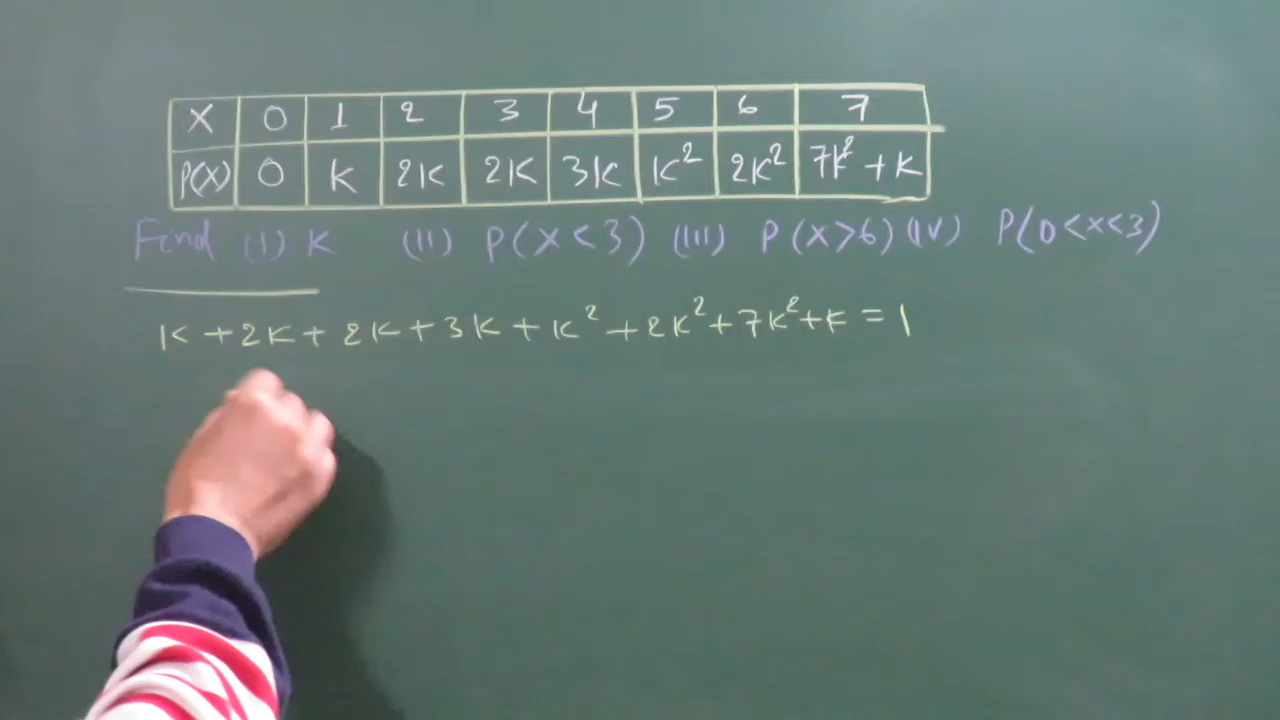 X 0 1 2 3 4 5 6 7
P(X) 0 K 2K 2K 3K K² 2K² 7K²+K
Find (I) K (II) P(X<3) (III) P(X>6) (IV) P(0<x<3)
K+2K+2K+3K+K²+2K²+7K²+K=1